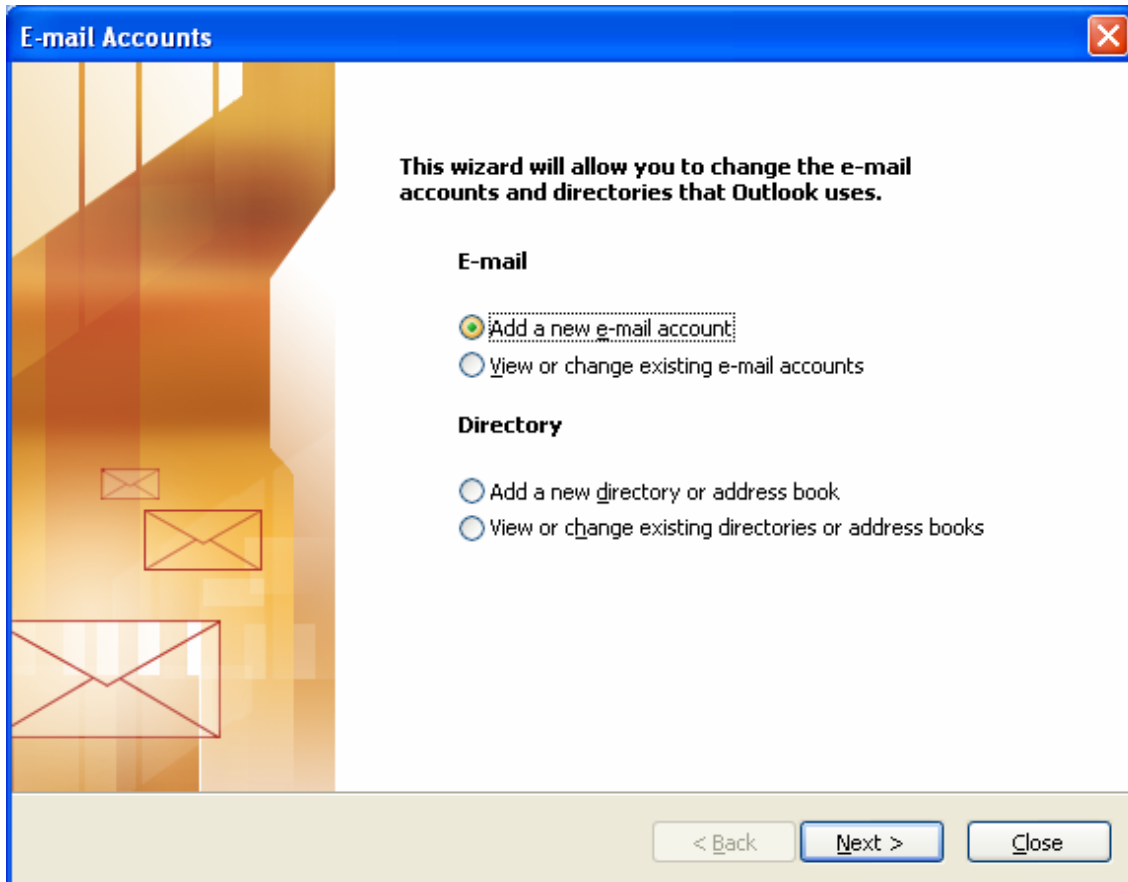 E-mail Accounts
This wizard will allow you to change the e-mail
accounts and directories that Outlook uses.
E-mail
Add a new e-mail account
View or change existing e-mail accounts
Directory
Add a new directory or address book
View or change existing directories or address books
< Back
Next >
Close